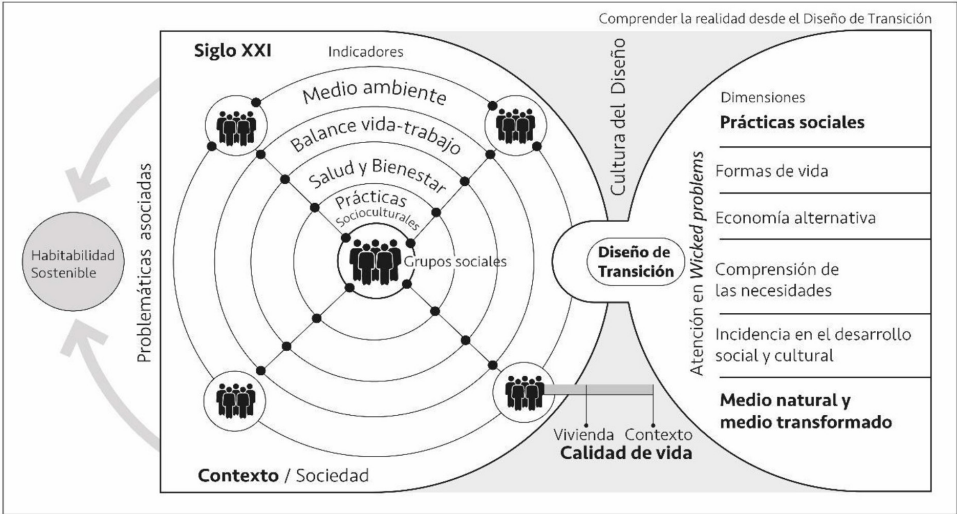 Comprender la realidad desde el Diseño de Transición
Siglo XXI
Indicadores
Medio ambiente
Balance vida-trabajo
Salud y Bienestar
Prácticas
Socioculturales
Grupos sociales
Problemáticas asociadas
Habitabilidad
Sostenible
Contexto / Sociedad
Cultura del Diseño
Diseño de
Transición
Vivienda
Contexto
Calidad de vida
Atención en Wicked problems
Dimensiones
Prácticas sociales
Formas de vida
Economía alternativa
Comprensión de
las necesidades
Incidencia en el desarrollo
social y cultural
Medio natural y
medio transformado